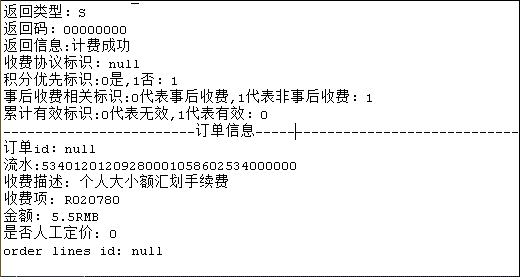 返回类型: S
返回码: 00000000
返回信息:计费成功
收费协议标识: null
积分优先标识:0是,1否: 1
事后收费相关标识:0代表事后收费,1代表非事后收费: 1
累计有效标识:0代表无效,1代表有效: 0
------------------------订单信息-----|----------------------------
订单id: null
流水:53401201209280001058602534000000
收费描述: 个人大小额汇划手续费
收费项: R020780
金额: 5.5RMB
是否人工定价: 0
order lines id: null